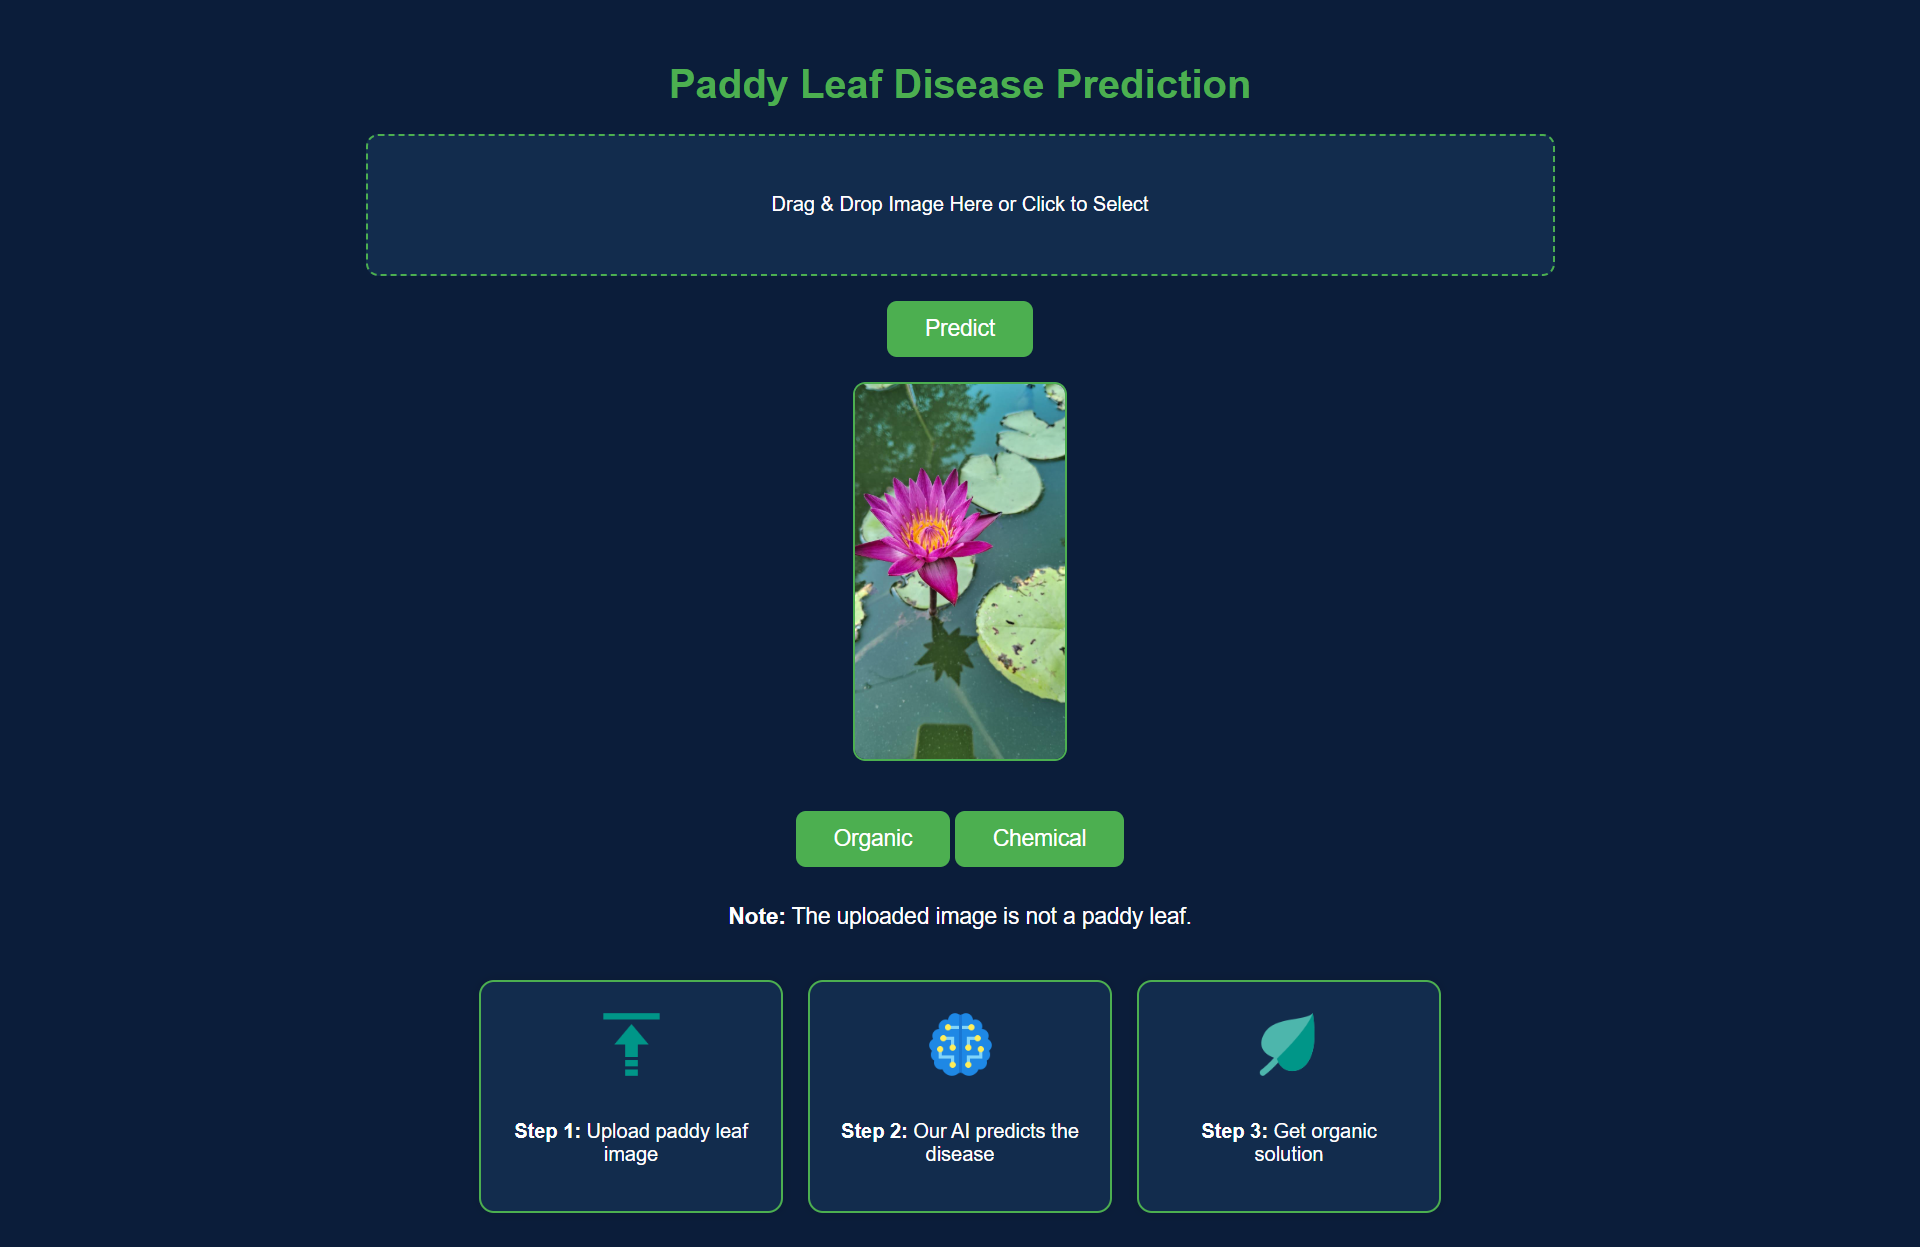 Paddy Leaf Disease Prediction
Drag & Drop Image Here or Click to Select
Predict
Organic
Chemical
Note: The uploaded image is not a paddy leaf.
Step 1: Upload paddy leaf
image
Step 2: Our AI predicts the
disease
Step 3: Get organic
solution